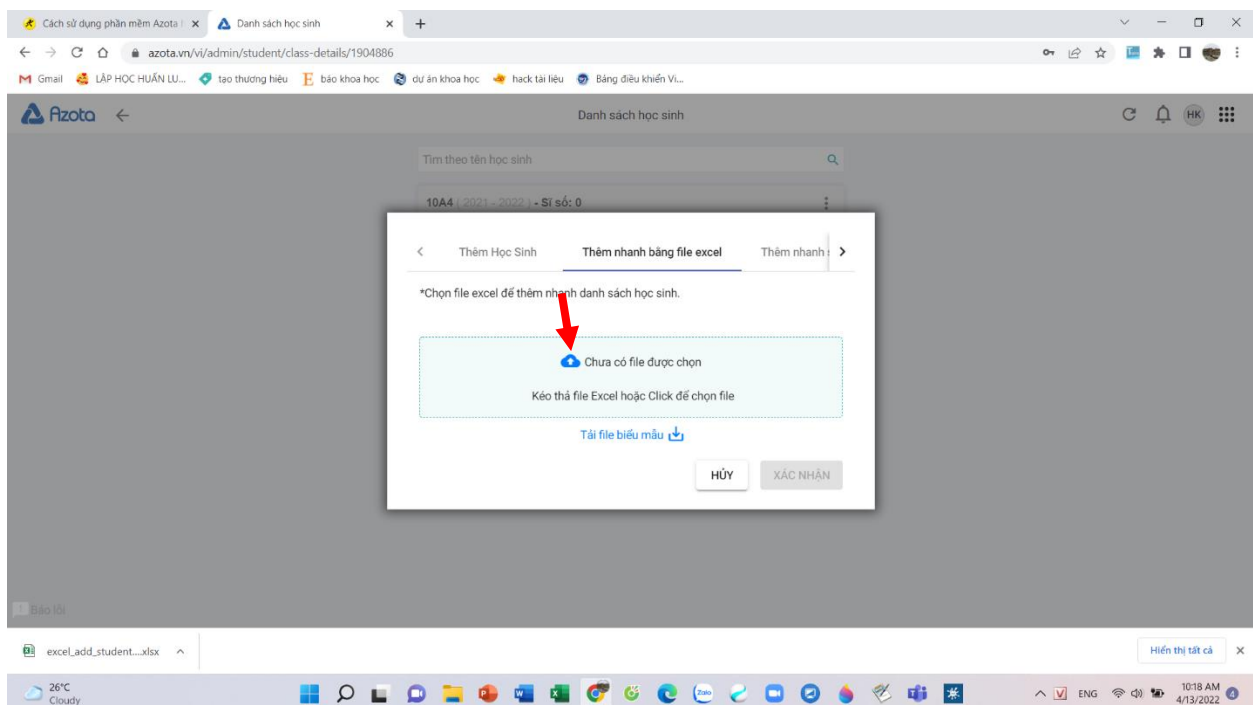 Cách sử dụng phần mềm Azota
Danh sách học sinh
azota.vn/vi/admin/student/class-details/1904886
Gmail
LẬP HỌC HUẤN LU...
tạo thương hiệu
báo khoa học
dự án khoa học
hack tài liệu
Bảng điều khiển Vi...
Azota
Danh sách học sinh
HK
Tìm theo tên học sinh
10A4 ( 2021 - 2022 ) - Sĩ số: 0
Thêm Học Sinh
Thêm nhanh bằng file excel
Thêm nhanh
*Chọn file excel để thêm nhanh danh sách học sinh.
Chưa có file được chọn
Kéo thả file Excel hoặc Click để chọn file
Tải file biểu mẫu
HỦY
XÁC NHẬN
Báo lỗi
excel_add_student....xlsx
Hiển thị tất cả
26°C
Cloudy
Zalo
ENG
10:18 AM
4/13/2022
4